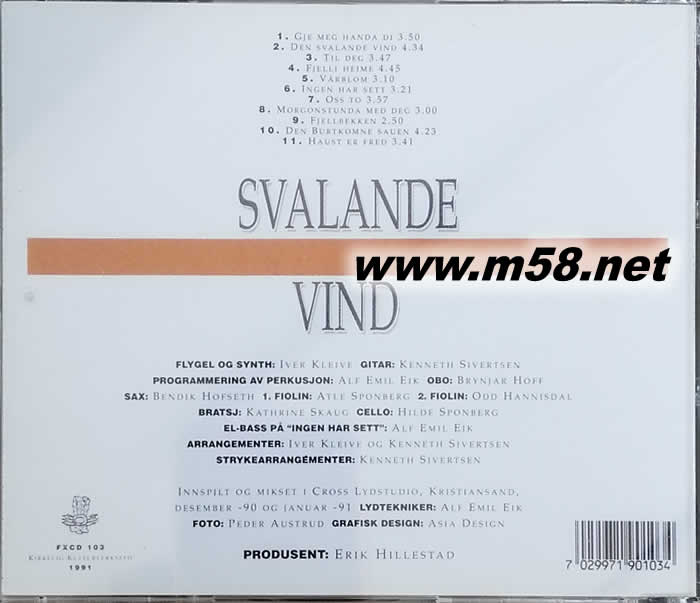 1. Gje meg handa di 3.50
2. Den svalande vind 4.34
3. Til deg 3.47
4. Fjelli heime 4.45
5. Vårblom 3.10
6. Ingen har sett 3.21
7. Oss to 3.57
8. Morgonstunda med deg 3.00
9. Fjellbekken 2.50
10. Den Burtkomne sauen 4.23
11. Haust er fred 3.41
SVALANDE
www.m58.net
VIND
FLYGEL OG SYNTH: Iver Kleive GITAR: Kenneth Sivertsen
PROGRAMMERING AV PERKUSJON: Alf Emil Eik OBO: Brynjar Hoff
SAX: Bendik Hofseth 1. FIOLIN: Atle Sponberg 2. FIOLIN: Odd Hannisdal
BRATSJ: Kathrine Skaug CELLO: Hilde Sponberg
EL-BASS PÅ "INGEN HAR SETT": Alf Emil Eik
ARRANGEMENTER: Iver Kleive og Kenneth Sivertsen
STRYKEARRANGEMENTER: Kenneth Sivertsen
Innspilt og mikset i Cross Lydstudio, Kristiansand,
desember -90 og januar -91 LYDTEKNIKER: Alf Emil Eik
FOTO: Peder Austrud GRAFISK DESIGN: Asia Design
PRODUSENT: Erik Hillestad
FXCD 103
Kirkelig Kulturverksted
1991
7 029971 901034